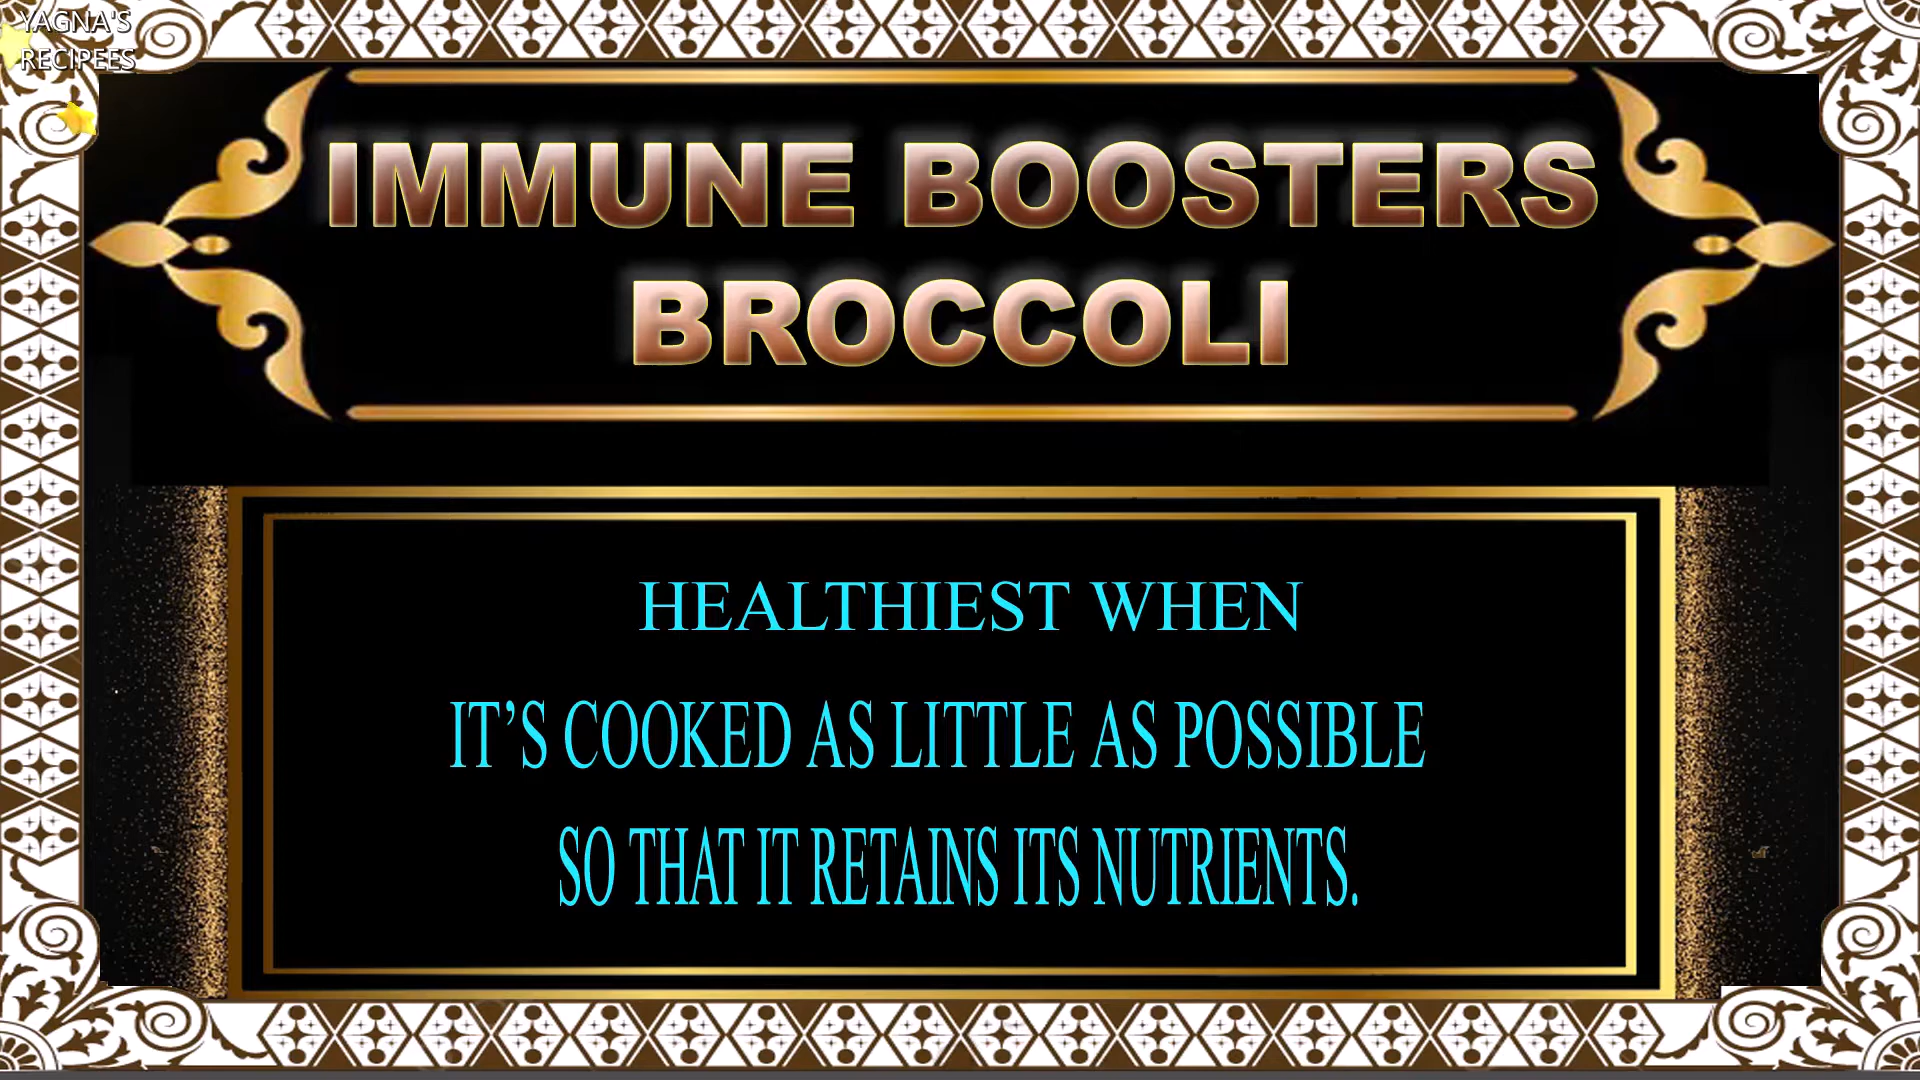 YAGNA'S
RECIPEES
IMMUNE BOOSTERS
BROCCOLI
HEALTHIEST WHEN
IT’S COOKED AS LITTLE AS POSSIBLE
SO THAT IT RETAINS ITS NUTRIENTS.